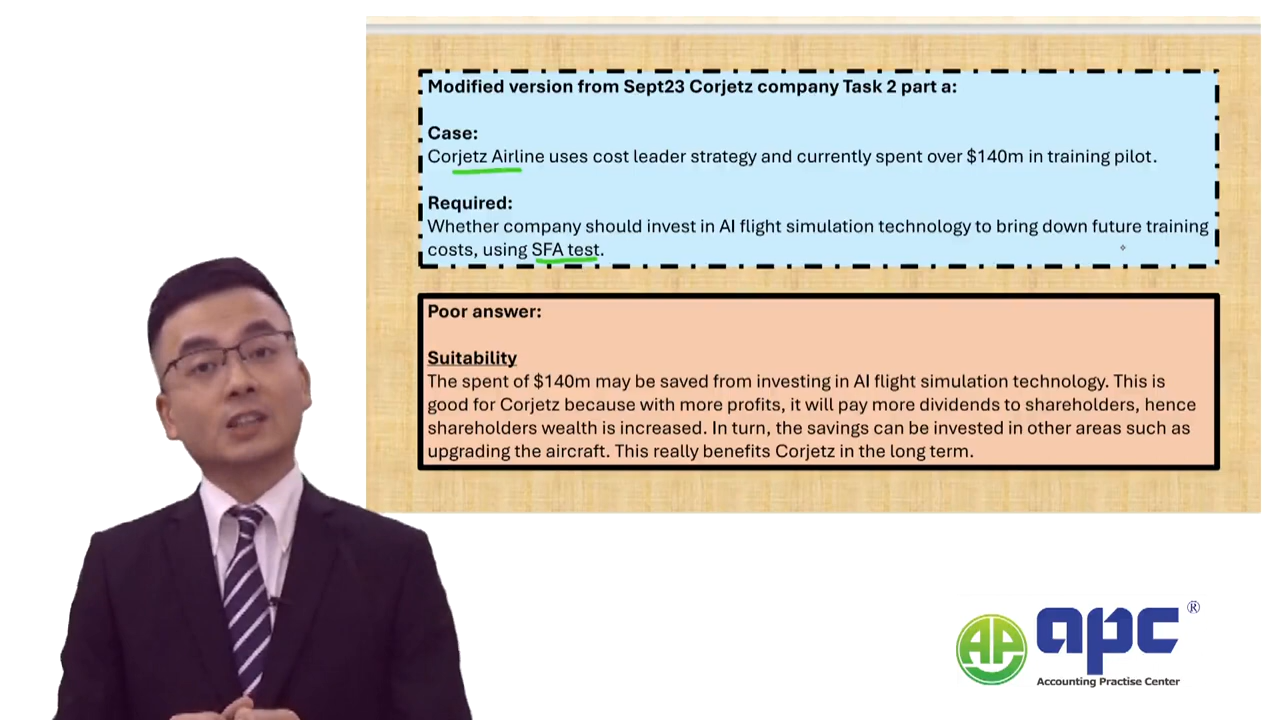 Modified version from Sept23 Corjetz company Task 2 part a:
Case:
Corjetz Airline uses cost leader strategy and currently spent over $140m in training pilot.
Required:
Whether company should invest in AI flight simulation technology to bring down future training
costs, using SFA test.
Poor answer:
Suitability
The spent of $140m may be saved from investing in AI flight simulation technology. This is
good for Corjetz because with more profits, it will pay more dividends to shareholders, hence
shareholders wealth is increased. In turn, the savings can be invested in other areas such as
upgrading the aircraft. This really benefits Corjetz in the long term.
AP
apc ®
Accounting Practise Center